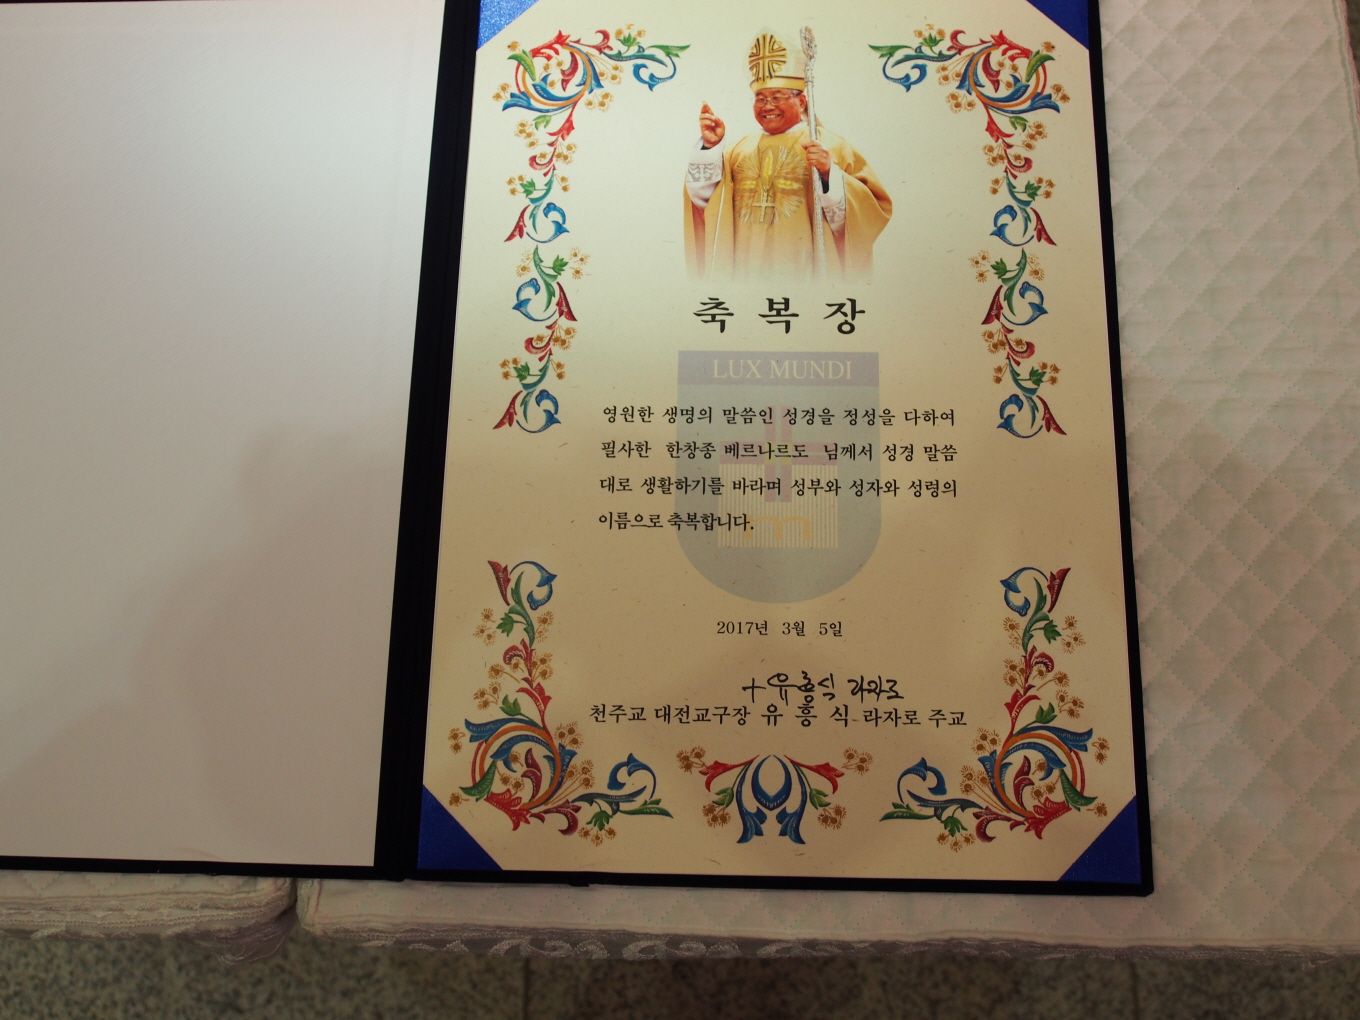 축 복 장
LUX MUNDI
영원한 생명의 말씀인 성경을 정성을 다하여
필사한 한창종 베르나르도 님께서 성경 말씀
대로 생활하기를 바라며 성부와 성자와 성령의
이름으로 축복합니다.
2017년 3월 5일
+유흥식 라자로
천주교 대전교구장 유 흥 식 라자로 주교